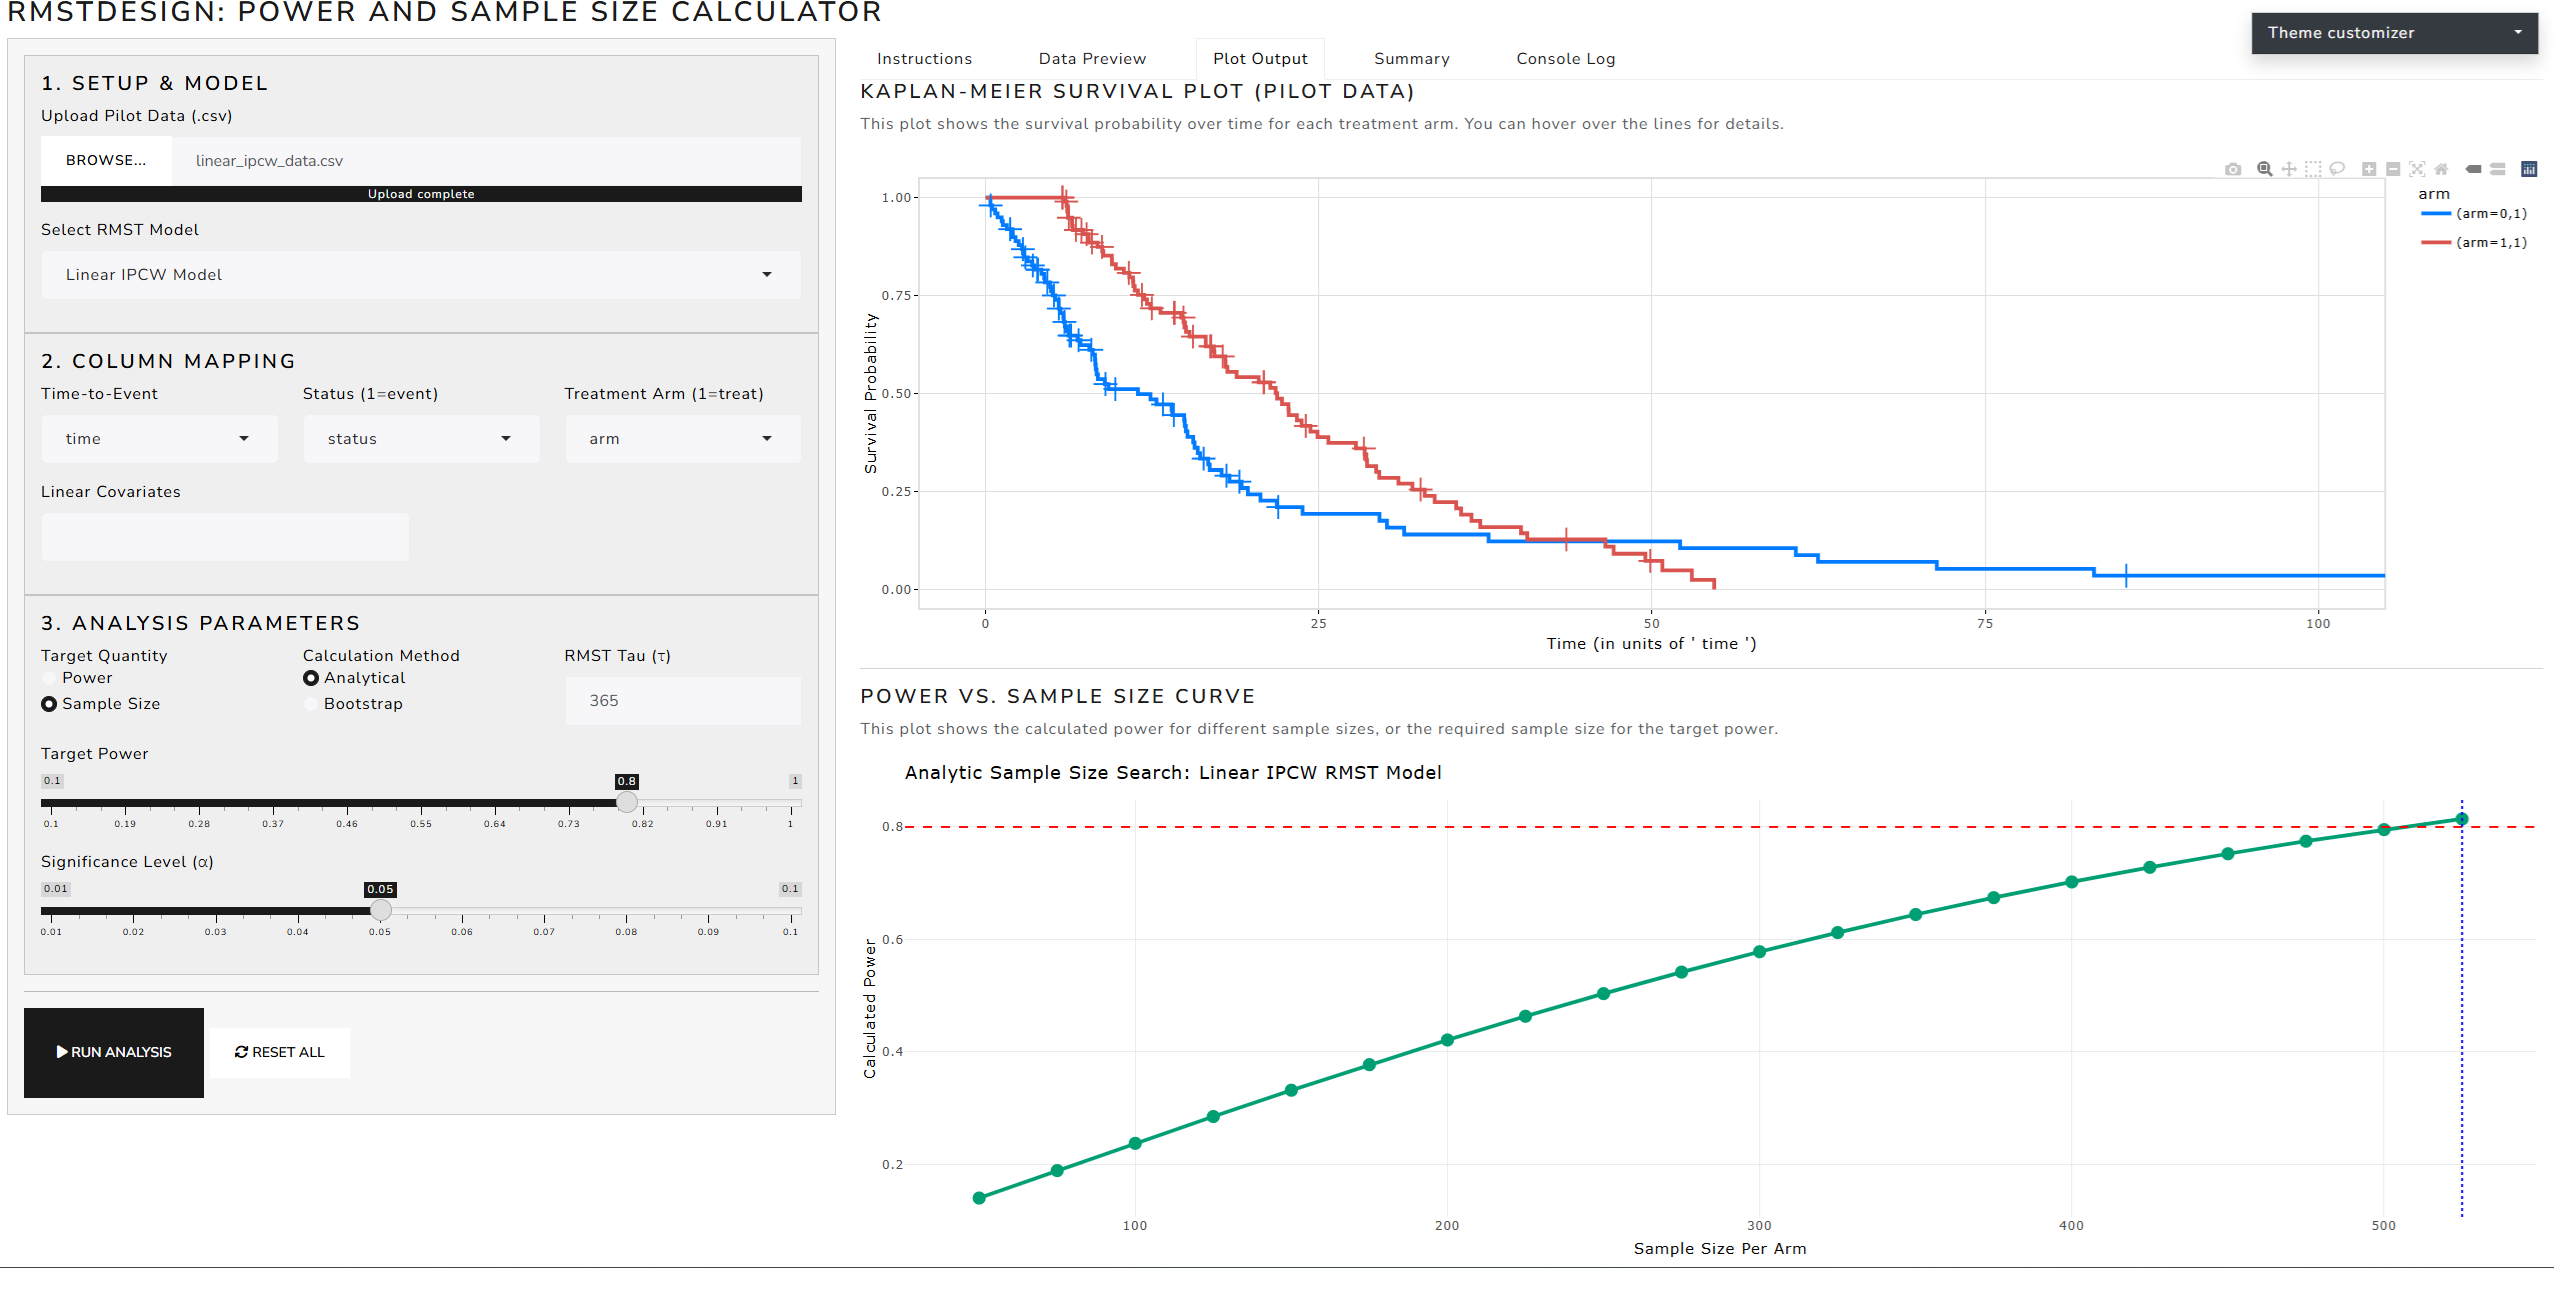 RMSTDESIGN: POWER AND SAMPLE SIZE CALCULATOR
Theme customizer
1. SETUP & MODEL
Upload Pilot Data (.csv)
BROWSE... linear_ipcw_data.csv
Upload complete
Select RMST Model
Linear IPCW Model
2. COLUMN MAPPING
Time-to-Event Status (1=event) Treatment Arm (1=treat)
time status arm
Linear Covariates
3. ANALYSIS PARAMETERS
Target Quantity Calculation Method RMST Tau (τ)
Power Analytical
Sample Size Bootstrap 365
Target Power
0.1 0.8 1
0.1 0.19 0.28 0.37 0.46 0.55 0.64 0.73 0.82 0.91 1
Significance Level (α)
0.01 0.05 0.1
0.01 0.02 0.03 0.04 0.05 0.06 0.07 0.08 0.09 0.1
RUN ANALYSIS RESET ALL
Instructions Data Preview Plot Output Summary Console Log
KAPLAN-MEIER SURVIVAL PLOT (PILOT DATA)
This plot shows the survival probability over time for each treatment arm. You can hover over the lines for details.
arm
(arm=0,1)
(arm=1,1)
Survival Probability
1.00
0.75
0.50
0.25
0.00
0 25 50 75 100
Time (in units of ' time ')
POWER VS. SAMPLE SIZE CURVE
This plot shows the calculated power for different sample sizes, or the required sample size for the target power.
Analytic Sample Size Search: Linear IPCW RMST Model
Calculated Power
0.8
0.6
0.4
0.2
100 200 300 400 500
Sample Size Per Arm